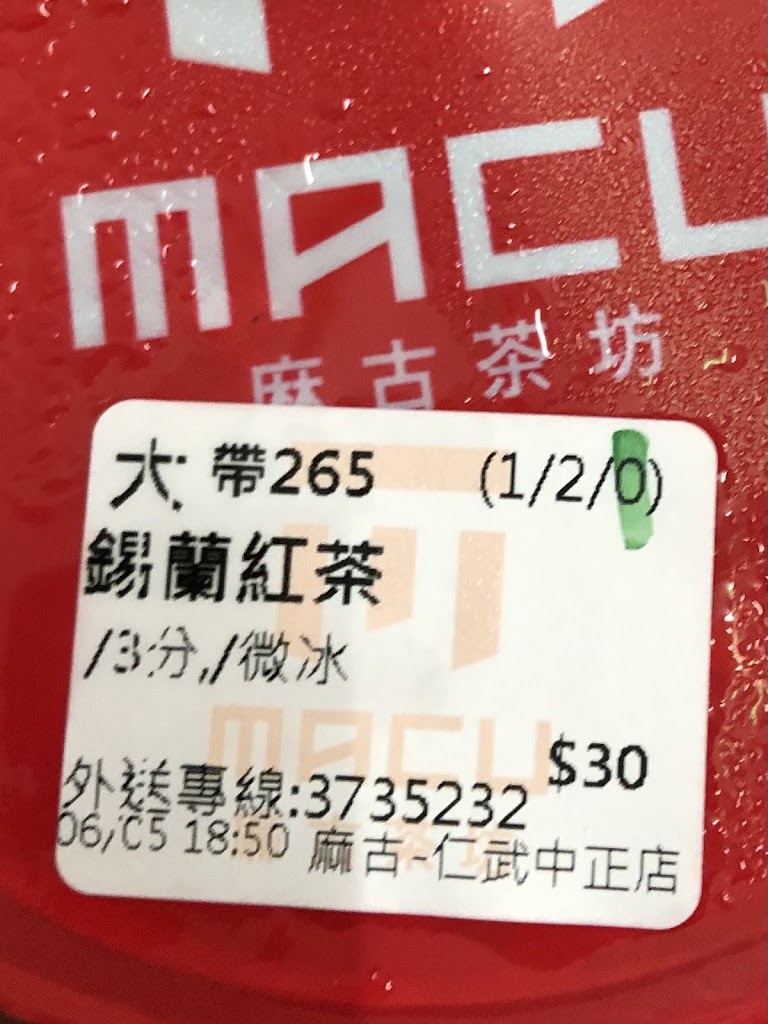 MACU
麻古茶坊
大: 帶265 (1/2/0)
錫蘭紅茶
/3分,/微冰
$30
外送專線:3735232
06/05 18:50 麻古-仁武中正店
MACU